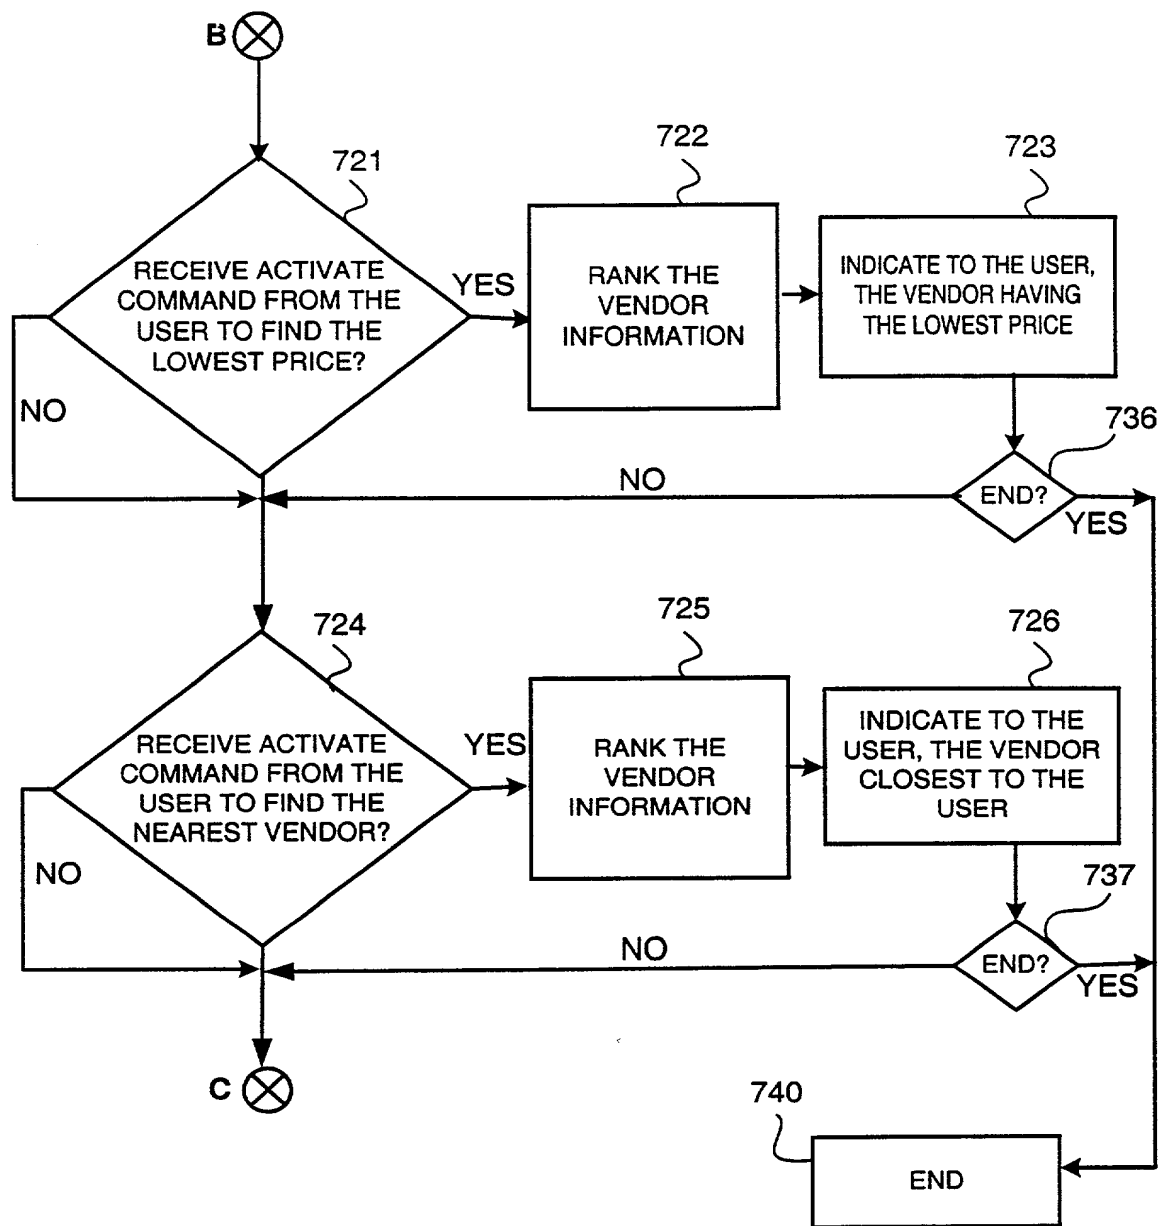 B
721
722
723
RECEIVE ACTIVATE
COMMAND FROM THE
USER TO FIND THE
LOWEST PRICE?
YES
RANK THE
VENDOR
INFORMATION
INDICATE TO THE USER,
THE VENDOR HAVING
THE LOWEST PRICE
NO
736
NO
END?
YES
724
725
726
RECEIVE ACTIVATE
COMMAND FROM THE
USER TO FIND THE
NEAREST VENDOR?
YES
RANK THE
VENDOR
INFORMATION
INDICATE TO THE
USER, THE VENDOR
CLOSEST TO THE
USER
NO
737
NO
END?
YES
C
740
END